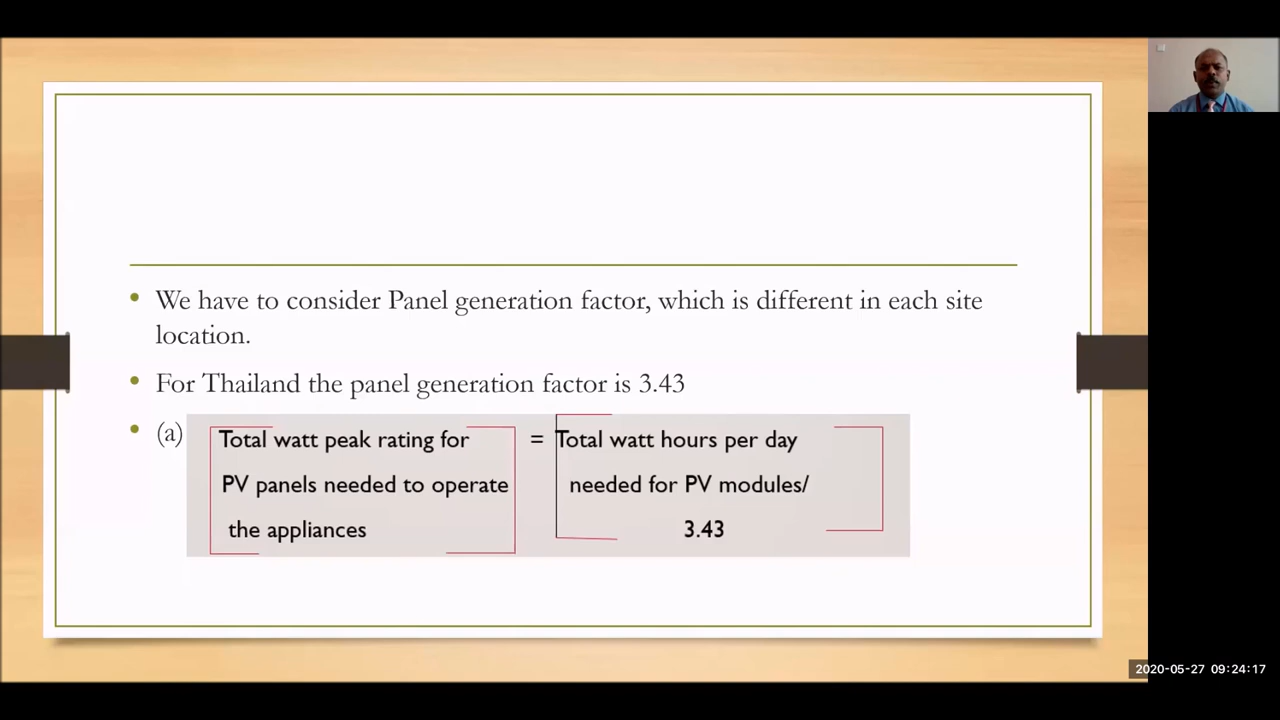 • We have to consider Panel generation factor, which is different in each site
location.
• For Thailand the panel generation factor is 3.43
• (a)
Total watt peak rating for = Total watt hours per day
PV panels needed to operate needed for PV modules/
the appliances 3.43
2020-05-27 09:24:17